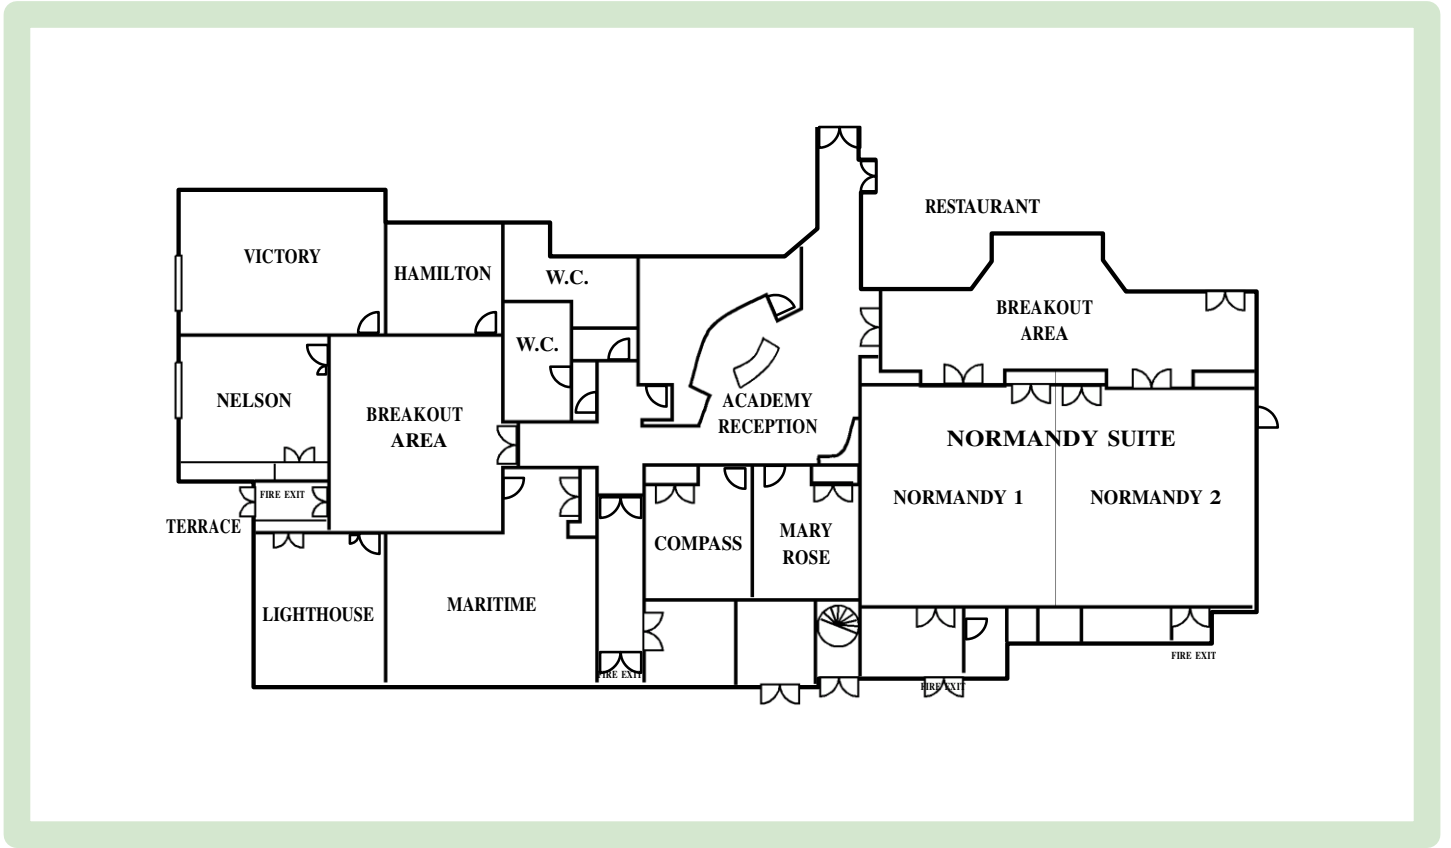 RESTAURANT
VICTORY
HAMILTON
W.C.
BREAKOUT
AREA
W.C.
NELSON
BREAKOUT
AREA
ACADEMY
RECEPTION
NORMANDY SUITE
NORMANDY 1
NORMANDY 2
FIRE EXIT
TERRACE
COMPASS
MARY
ROSE
LIGHTHOUSE
MARITIME
FIRE EXIT
FIRE EXIT
FIRE EXIT